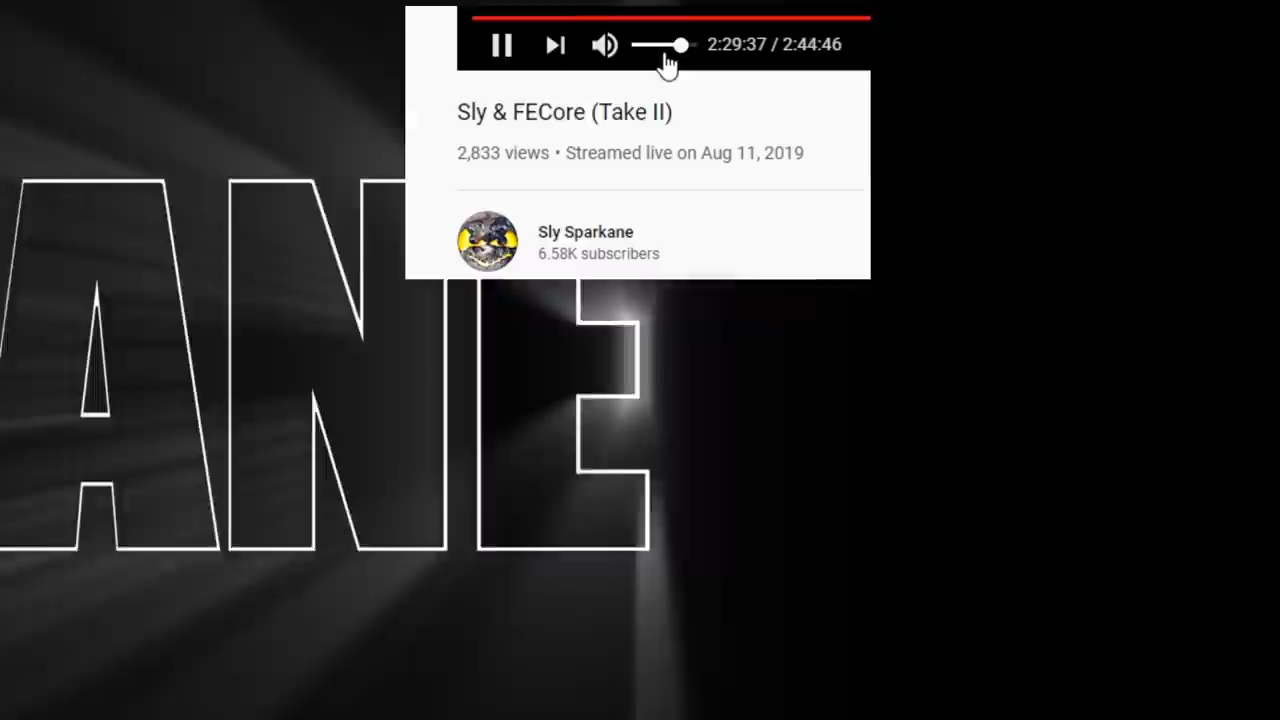 2:29:37 / 2:44:46
Sly & FECore (Take II)
2,833 views • Streamed live on Aug 11, 2019
Sly Sparkane
6.58K subscribers
ANE